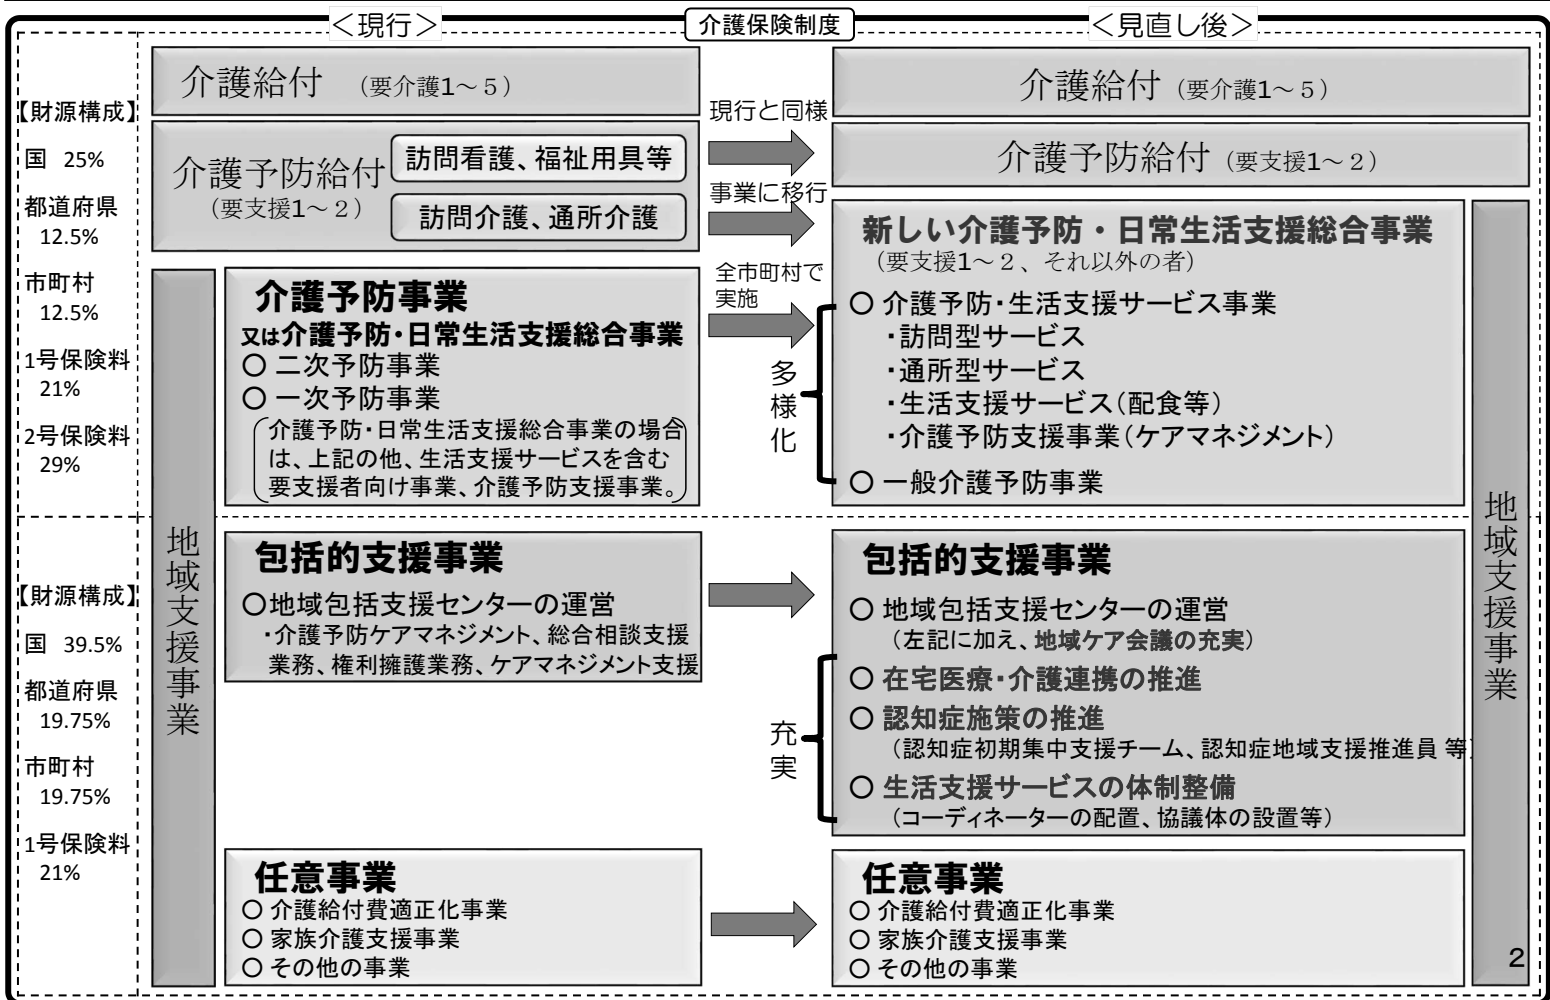 ＜現行＞
介護保険制度
＜見直し後＞
【財源構成】
国 25%
都道府県
12.5%
市町村
12.5%
1号保険料
21%
2号保険料
29%
【財源構成】
国 39.5%
都道府県
19.75%
市町村
19.75%
1号保険料
21%
介護給付 （要介護1～５）
介護予防給付
（要支援1～２）
訪問看護、福祉用具等
訪問介護、通所介護
地域支援事業
介護予防事業
又は介護予防・日常生活支援総合事業
○ 二次予防事業
○ 一次予防事業
介護予防・日常生活支援総合事業の場合
は、上記の他、生活支援サービスを含む
要支援者向け事業、介護予防支援事業。
包括的支援事業
○地域包括支援センターの運営
・介護予防ケアマネジメント、総合相談支援
業務、権利擁護業務、ケアマネジメント支援
任意事業
○ 介護給付費適正化事業
○ 家族介護支援事業
○ その他の事業
現行と同様
事業に移行
全市町村で
実施
多様化
充実
介護給付（要介護1～５）
介護予防給付（要支援1～２）
新しい介護予防・日常生活支援総合事業
（要支援1～２、それ以外の者）
○ 介護予防・生活支援サービス事業
・訪問型サービス
・通所型サービス
・生活支援サービス（配食等）
・介護予防支援事業（ケアマネジメント）
○ 一般介護予防事業
包括的支援事業
○ 地域包括支援センターの運営
（左記に加え、地域ケア会議の充実）
○ 在宅医療・介護連携の推進
○ 認知症施策の推進
（認知症初期集中支援チーム、認知症地域支援推進員 等）
○ 生活支援サービスの体制整備
（コーディネーターの配置、協議体の設置等）
任意事業
○ 介護給付費適正化事業
○ 家族介護支援事業
○ その他の事業
地域支援事業
2